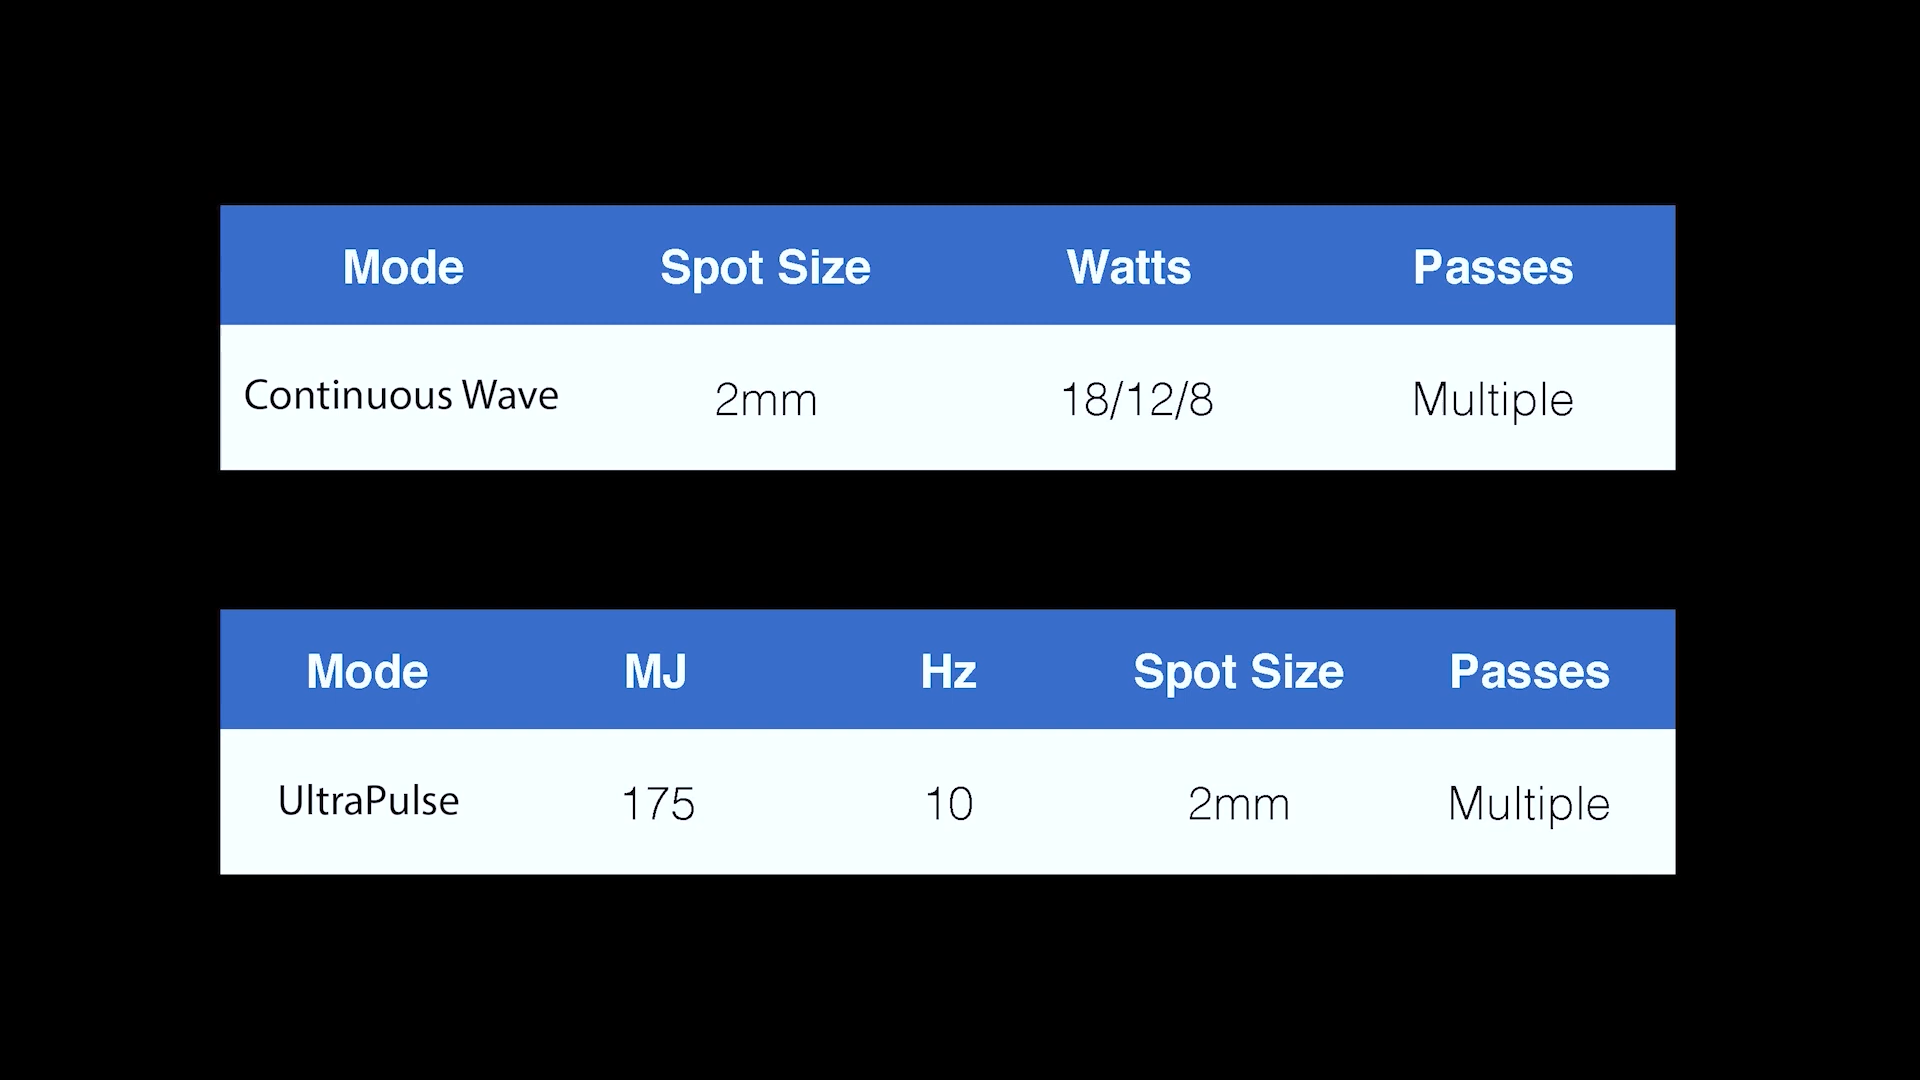 Mode Spot Size Watts Passes
Continuous Wave 2mm 18/12/8 Multiple
Mode MJ Hz Spot Size Passes
UltraPulse 175 10 2mm Multiple